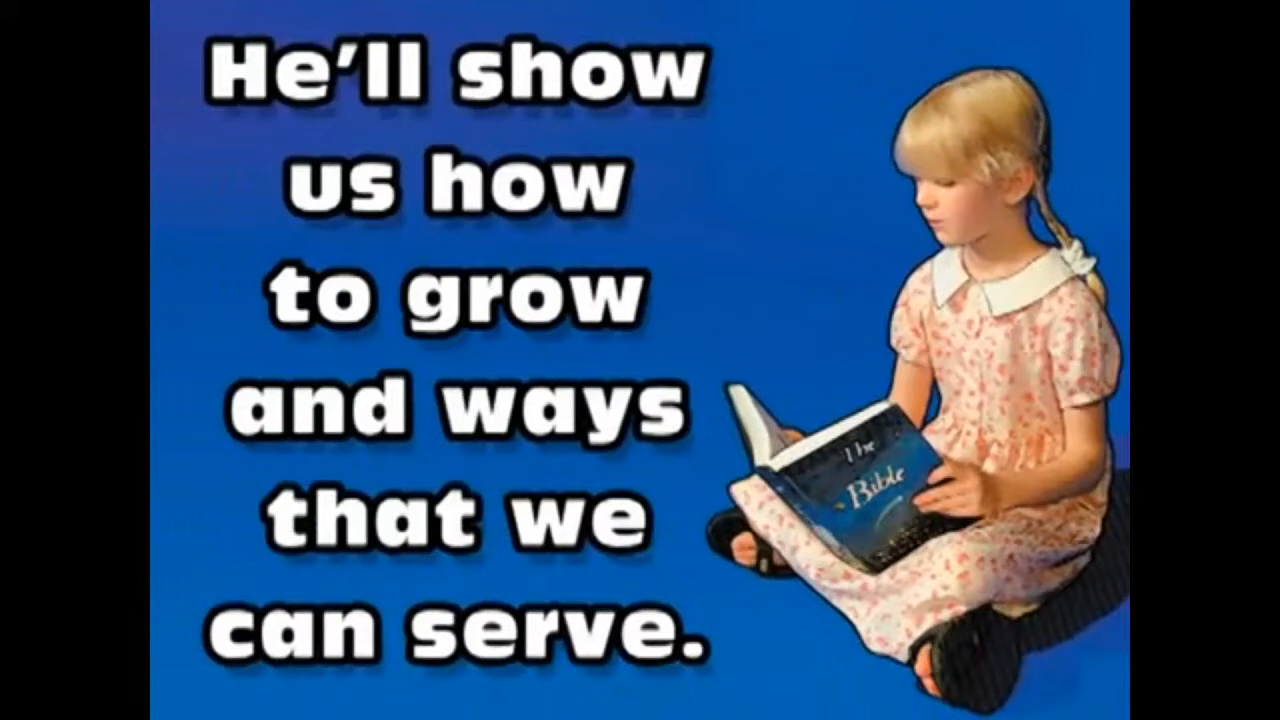 He'll show
us how
to grow
and ways
that we
can serve.
The
Bible